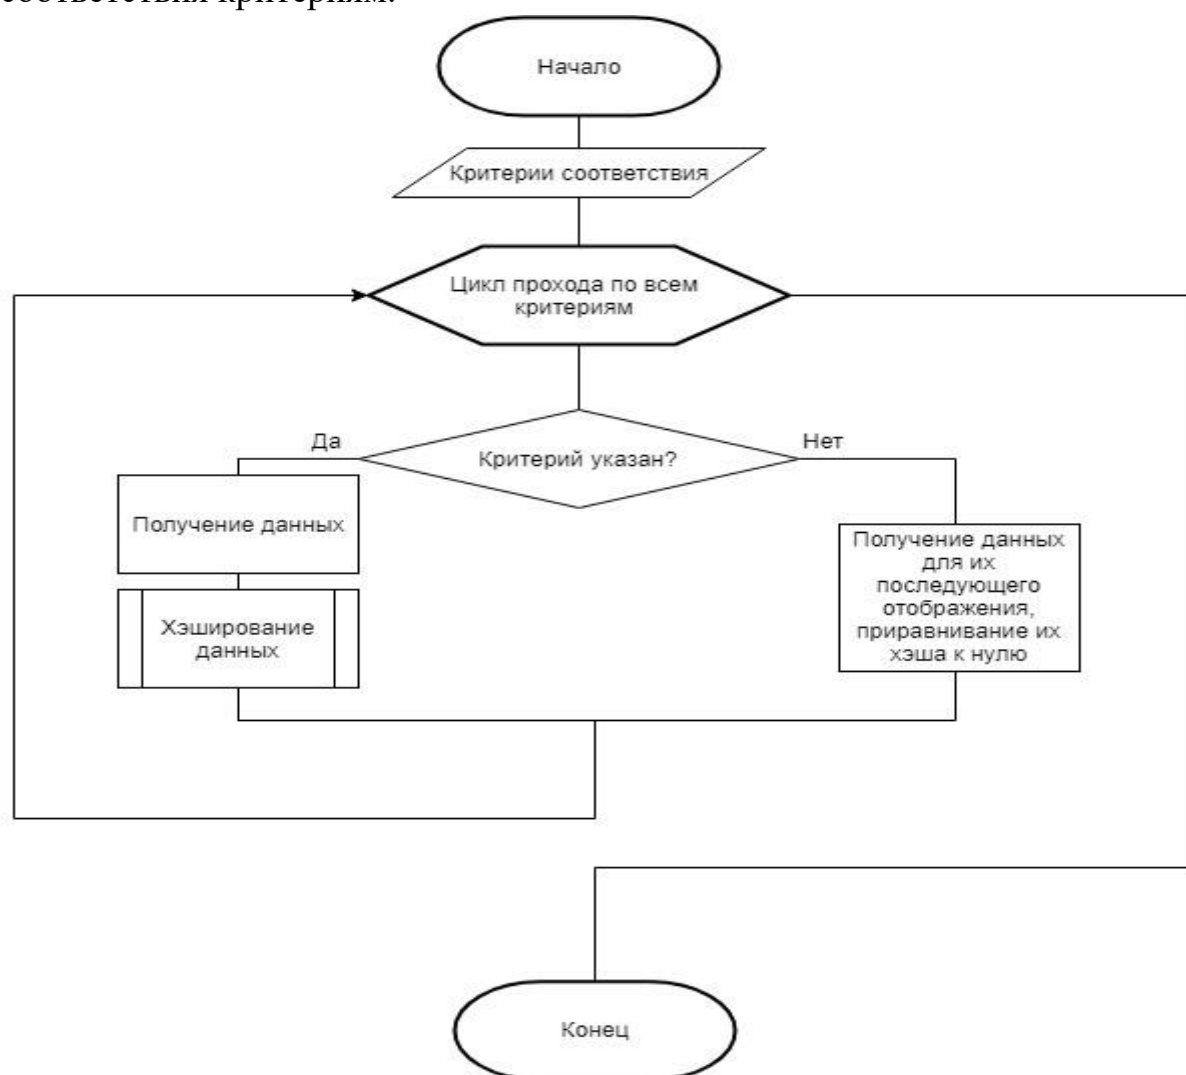 соответствия критериям.
Начало
Критерии соответствия
Цикл прохода по всем
критериям
Да
Нет
Критерий указан?
Получение данных
Получение данных
для их
последующего
отображения,
приравнивание их
хэша к нулю
Хэширование
данных
Конец